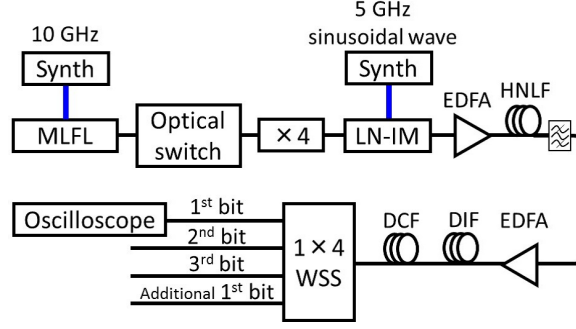 5 GHz
10 GHz
sinusoidal wave
Synth
Synth
EDFA
HNLF
MLFL
Optical
switch
×4
LN-IM
Oscilloscope
1st bit
2nd bit
3rd bit
Additional 1st bit
1×4
WSS
DCF
DIF
EDFA